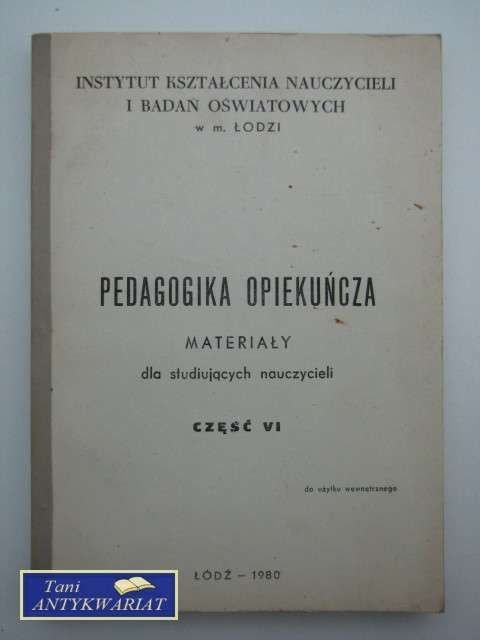 INSTYTUT KSZTAŁCENIA NAUCZYCIELI
I BADAŃ OŚWIATOWYCH
w m. ŁODZI
PEDAGOGIKA OPIEKUŃCZA
MATERIAŁY
dla studiujących nauczycieli
CZĘŚĆ VI
do użytku wewnętrznego
ŁÓDŹ – 1980
Tani
ANTYKWARIAT